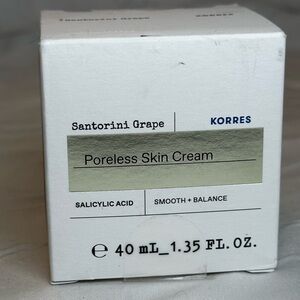 Santorini Grape
KORRES
Poreless Skin Cream
SALICYLIC ACID
SMOOTH + BALANCE
℮ 40 mL_1.35 FL. OZ.